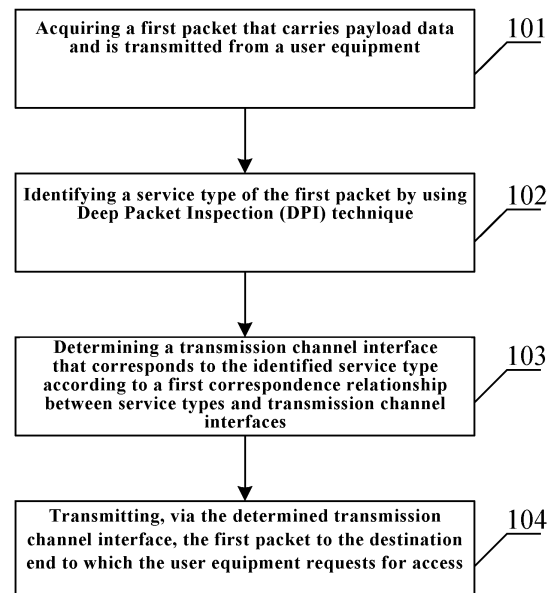 Acquiring a first packet that carries payload data
and is transmitted from a user equipment
101
Identifying a service type of the first packet by using
Deep Packet Inspection (DPI) technique
102
Determining a transmission channel interface
that corresponds to the identified service type
according to a first correspondence relationship
between service types and transmission channel
interfaces
103
Transmitting, via the determined transmission
channel interface, the first packet to the destination
end to which the user equipment requests for access
104